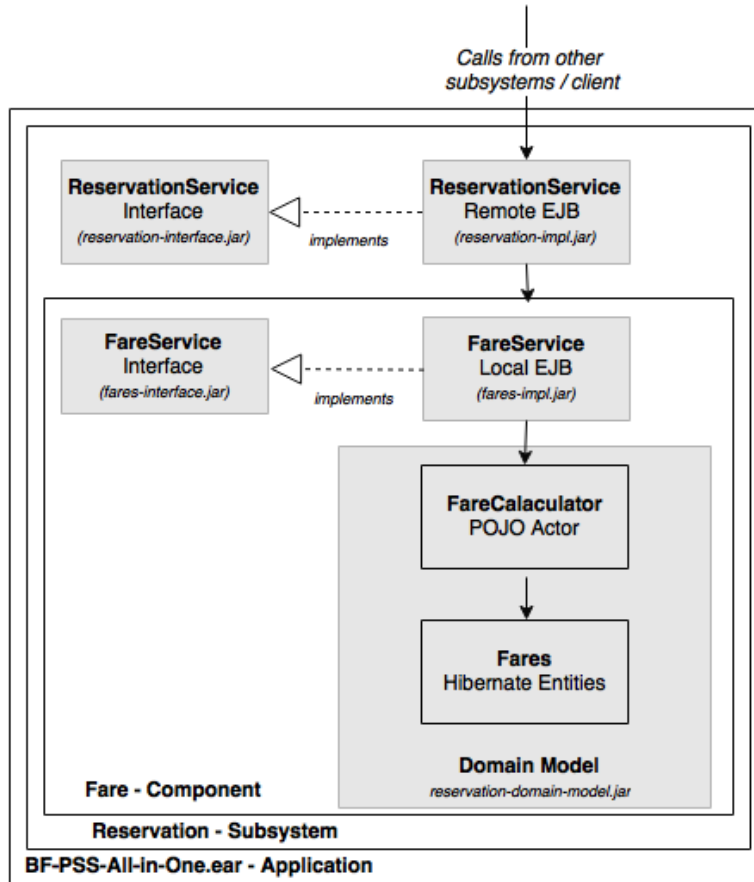 Calls from other
subsystems / client
ReservationService
Interface
(reservation-interface.jar)
implements
ReservationService
Remote EJB
(reservation-impl.jar)
FareService
Interface
(fares-interface.jar)
implements
FareService
Local EJB
(fares-impl.jar)
FareCalaculator
POJO Actor
Fares
Hibernate Entities
Domain Model
reservation-domain-model.jar
Fare - Component
Reservation - Subsystem
BF-PSS-All-in-One.ear - Application